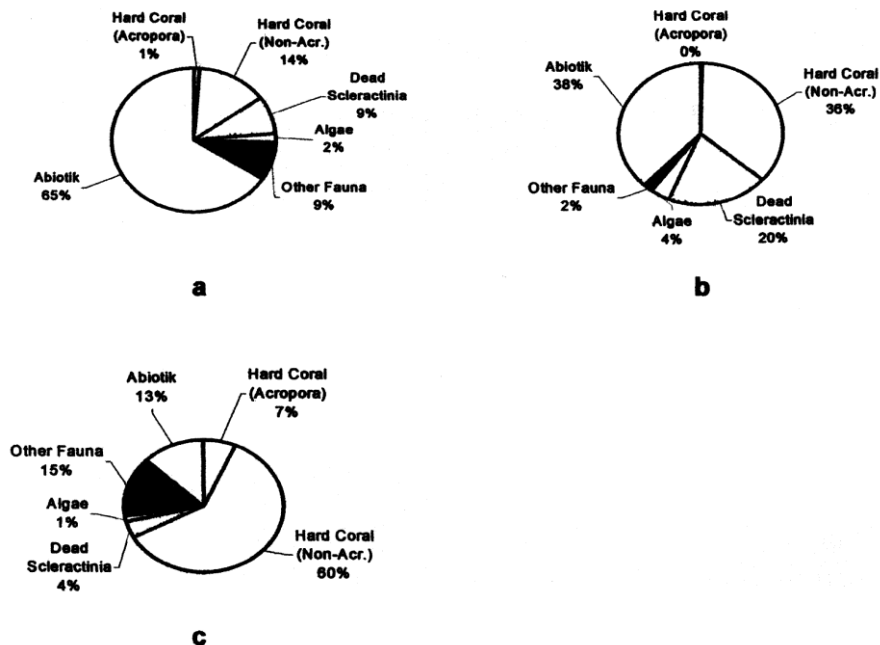 Hard Coral
(Acropora)
1%
Hard Coral
(Non-Acr.)
14%
Dead
Scleractinia
9%
Algae
2%
Other Fauna
9%
Abiotik
65%
a
Hard Coral
(Acropora)
0%
Hard Coral
(Non-Acr.)
36%
Dead
Scleractinia
20%
Algae
4%
Other Fauna
2%
Abiotik
38%
b
Hard Coral
(Acropora)
7%
Hard Coral
(Non-Acr.)
60%
Dead
Scleractinia
4%
Algae
1%
Other Fauna
15%
Abiotik
13%
c